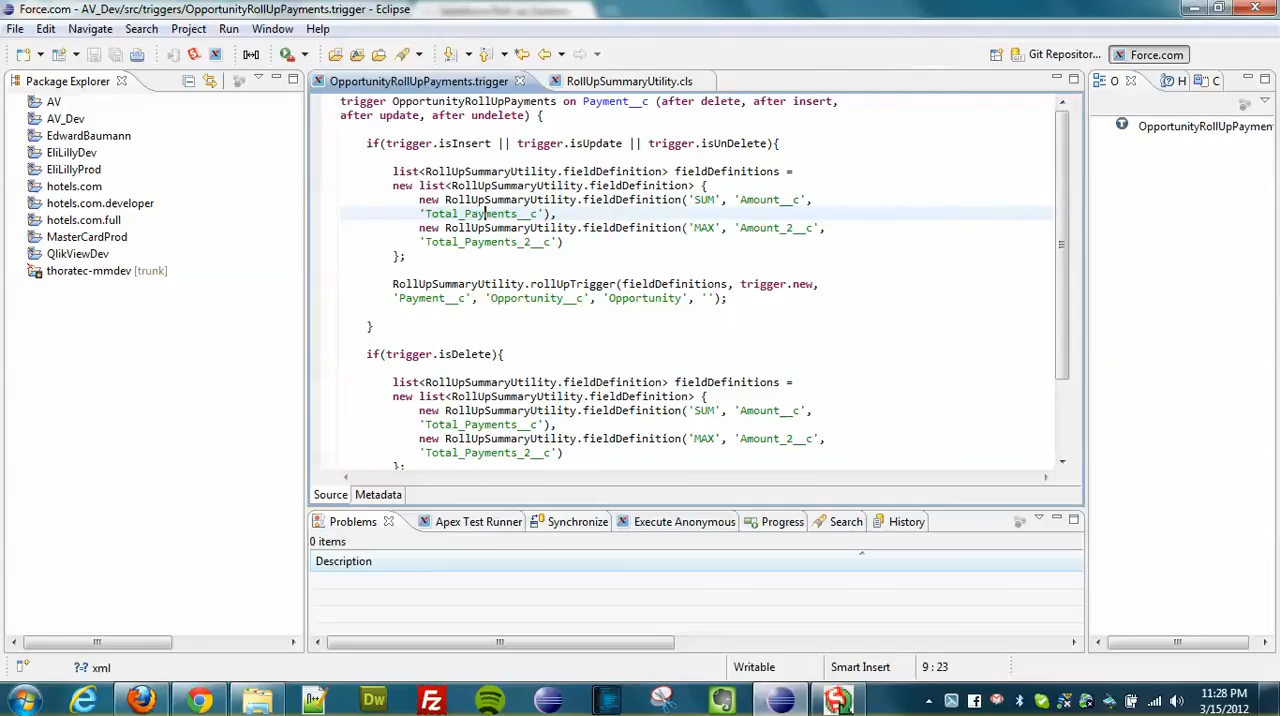 Force.com - AV_Dev/src/triggers/OpportunityRollUpPayments.trigger - Eclipse
File Edit Navigate Search Project Run Window Help
Git Repositor... Force.com
Package Explorer
OpportunityRollUpPayments.trigger RollUpSummaryUtility.cls
O H C
AV
AV_Dev
EdwardBaumann
EliLillyDev
EliLillyProd
hotels.com
hotels.com.developer
hotels.com.full
MasterCardProd
QlikViewDev
thoratec-mmdev [trunk]
trigger OpportunityRollUpPayments on Payment__c (after delete, after insert,
after update, after undelete) {
if(trigger.isInsert || trigger.isUpdate || trigger.isUnDelete){
list<RollUpSummaryUtility.fieldDefinition> fieldDefinitions =
new list<RollUpSummaryUtility.fieldDefinition> {
new RollUpSummaryUtility.fieldDefinition('SUM', 'Amount__c',
'Total_Payments__c'),
new RollUpSummaryUtility.fieldDefinition('MAX', 'Amount_2__c',
'Total_Payments_2__c')
};
RollUpSummaryUtility.rollUpTrigger(fieldDefinitions, trigger.new,
'Payment__c', 'Opportunity__c', 'Opportunity', '');
}
if(trigger.isDelete){
list<RollUpSummaryUtility.fieldDefinition> fieldDefinitions =
new list<RollUpSummaryUtility.fieldDefinition> {
new RollUpSummaryUtility.fieldDefinition('SUM', 'Amount__c',
'Total_Payments__c'),
new RollUpSummaryUtility.fieldDefinition('MAX', 'Amount_2__c',
'Total_Payments_2__c')
};
OpportunityRollUpPaymen
Source Metadata
Problems Apex Test Runner Synchronize Execute Anonymous Progress Search History
0 items
Description
?-? xml
Writable Smart Insert 9 : 23
Dw
11:28 PM
3/15/2012